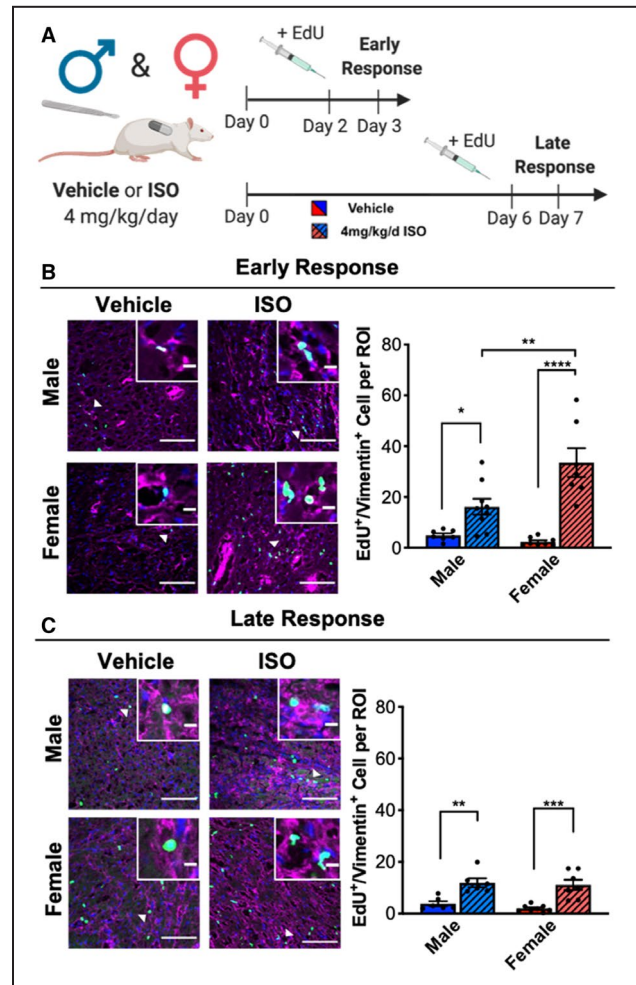 A
&
+ EdU
Early
Response
Day 0
Day 2
Day 3
+ EdU
Late
Response
Vehicle or ISO
4 mg/kg/day
Day 0
Day 6
Day 7
Vehicle
4mg/kg/d ISO
B
Early Response
Vehicle
ISO
Male
Female
EdU⁺/Vimentin⁺ Cell per ROI
80
60
40
20
0
*
**
****
Male
Female
C
Late Response
Vehicle
ISO
Male
Female
EdU⁺/Vimentin⁺ Cell per ROI
80
60
40
20
0
**
***
Male
Female